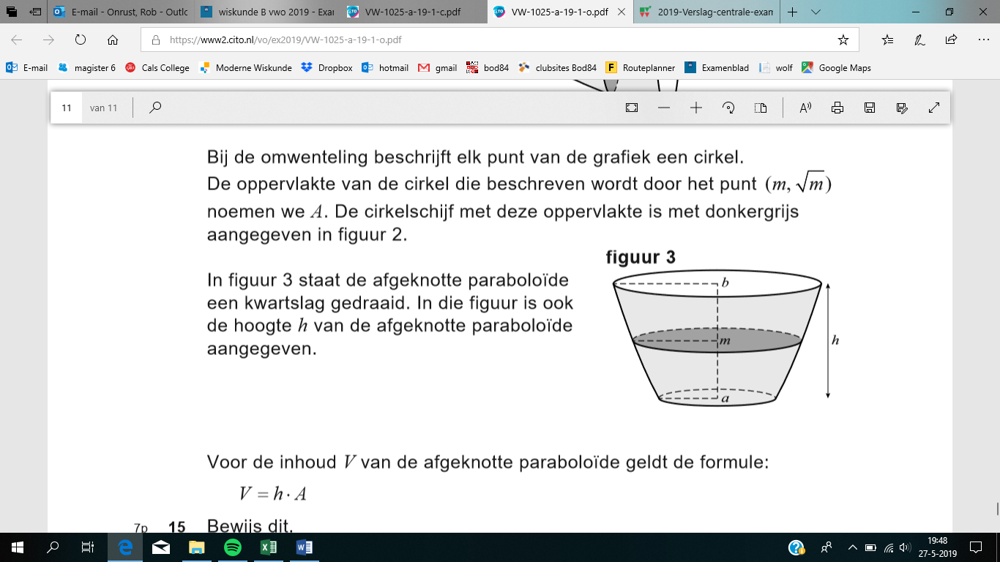 E-mail - Onrust, Rob - Outlo
wiskunde B vwo 2019 - Exar
VW-1025-a-19-1-c.pdf
VW-1025-a-19-1-o.pdf
2019-Verslag-centrale-exan
https://www2.cito.nl/vo/ex2019/VW-1025-a-19-1-o.pdf
E-mail
magister 6
Cals College
Moderne Wiskunde
Dropbox
hotmail
gmail
bod84
clubsites Bod84
Routeplanner
Examenblad
wolf
Google Maps
11 van 11
Bij de omwenteling beschrijft elk punt van de grafiek een cirkel.
De oppervlakte van de cirkel die beschreven wordt door het punt (m, √m)
noemen we A. De cirkelschijf met deze oppervlakte is met donkergrijs
aangegeven in figuur 2.
figuur 3
In figuur 3 staat de afgeknotte paraboloïde
een kwartslag gedraaid. In die figuur is ook
de hoogte h van de afgeknotte paraboloïde
aangegeven.
b
m
h
a
Voor de inhoud V van de afgeknotte paraboloïde geldt de formule:
V = h · A
7p 15 Bewijs dit.
19:48
27-5-2019